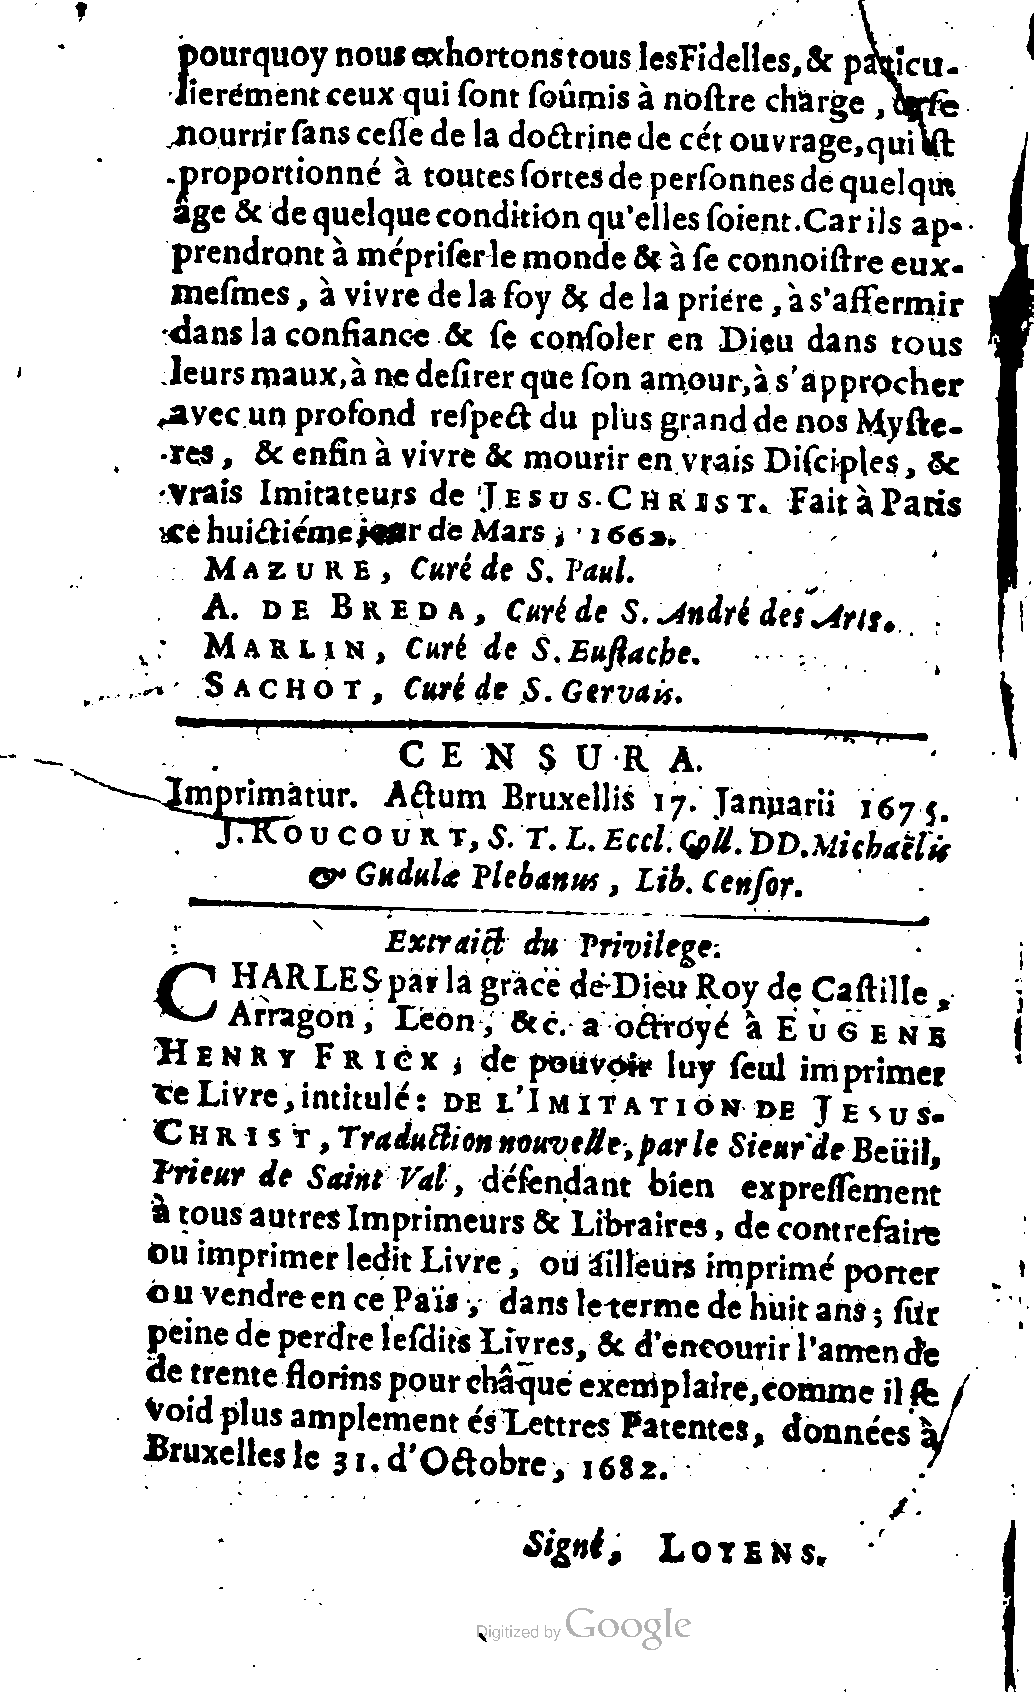 pourquoy nous exhortons tous les Fidelles, & particu-
lierement ceux qui ſont ſoûmis à noſtre charge, de ſe
nourrir ſans ceſſe de la doctrine de cét ouvrage, qui eſt
proportionné à toutes ſortes de perſonnes de quelque
âge & de quelque condition qu'elles ſoient. Car ils ap-
prendront à mépriſer le monde & à ſe connoiſtre eux-
meſmes, à vivre de la foy & de la priére, à s'affermir
dans la confiance & ſe conſoler en Dieu dans tous
leurs maux, à ne deſirer que ſon amour, à s'approcher
avec un profond reſpect du plus grand de nos Myſte-
res, & enfin à vivre & mourir en vrais Diſciples, &
vrais Imitateurs de JESUS-CHRIST. Fait à Paris
ce huictiéme jour de Mars, 1662.
MAZURE, Curé de S. Paul.
A. DE BREDA, Curé de S. André des Arts.
MARLIN, Curé de S. Euſtache.
SACHOT, Curé de S. Gervais.
CENSURA.
Imprimatur. Actum Bruxellis 17. Januarii 1675.
J. ROUCOURT, S. T. L. Eccl. Coll. DD. Michaëlis
& Gudulæ Plebanus, Lib. Cenſor.
Extraict du Privilege.
CHARLES par la grace de Dieu Roy de Caſtille,
Arragon, Leon, &c. a octroyé à EUGENE
HENRY FRICX, de pouvoir luy ſeul imprimer
ce Livre, intitulé: DE L'IMITATION DE JESUS-
CHRIST, Traduction nouvelle, par le Sieur de Beüil,
Prieur de Saint Val, défendant bien expreſſement
à tous autres Imprimeurs & Libraires, de contrefaire
ou imprimer ledit Livre, ou ailleurs imprimé porter
ou vendre en ce Païs, dans le terme de huit ans; ſur
peine de perdre leſdits Livres, & d'encourir l'amende
de trente florins pour châque exemplaire, comme il ſe
void plus amplement és Lettres Patentes, données à
Bruxelles le 31. d'Octobre, 1682.
Signé, LOYENS.
Digitized by Google